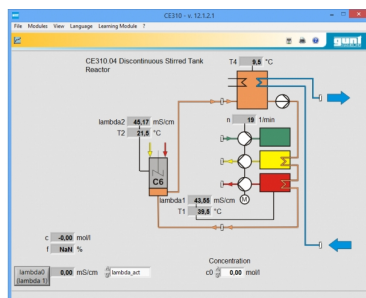 CE310 - v. 12.1.2.1
File Modules View Language Learning Module ?
gunt
CE310.04 Discontinuous Stirred Tank
Reactor
T4 9,5 °C
lambda2 45,17 mS/cm
T2 21,5 °C
n 19 1/min
C6
lambda1 43,55 mS/cm
T1 39,5 °C
M
c -0,00 mol/l
f NaN %
Concentration
lambda0
(lambda 1)
0,00 mS/cm lambda_act
c0 0,00 mol/l